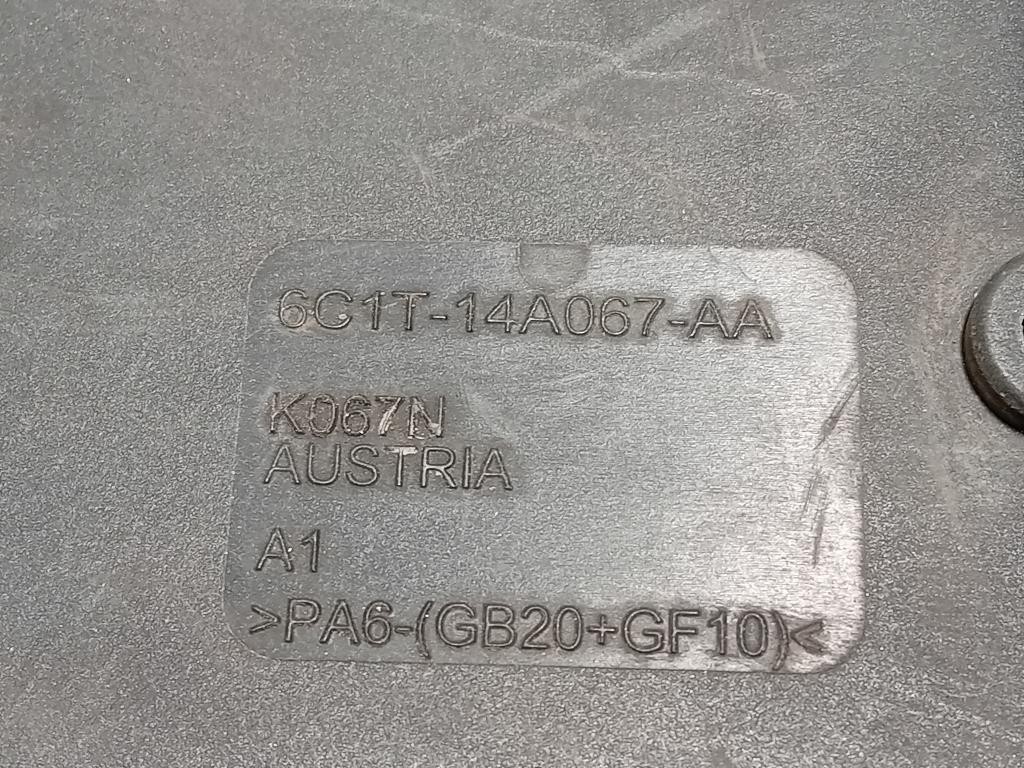 6C1T-14A067-AA
K067N
AUSTRIA
A1
>PA6-(GB20+GF10)<